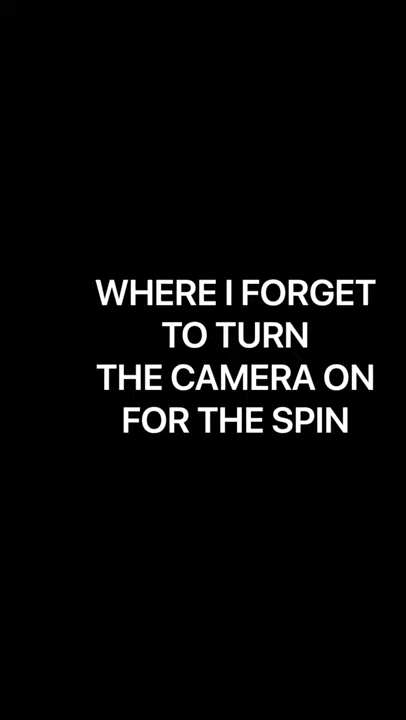 WHERE I FORGET
TO TURN
THE CAMERA ON
FOR THE SPIN